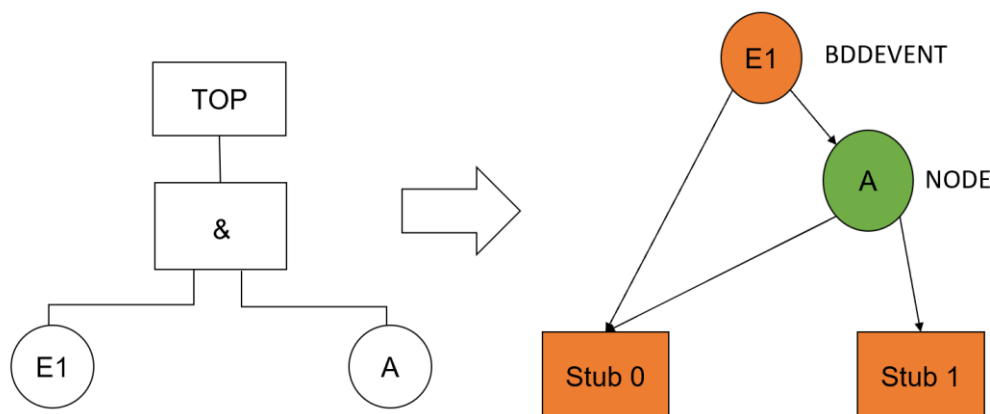 TOP
&
E1
A
E1
BDDEVENT
A
NODE
Stub 0
Stub 1